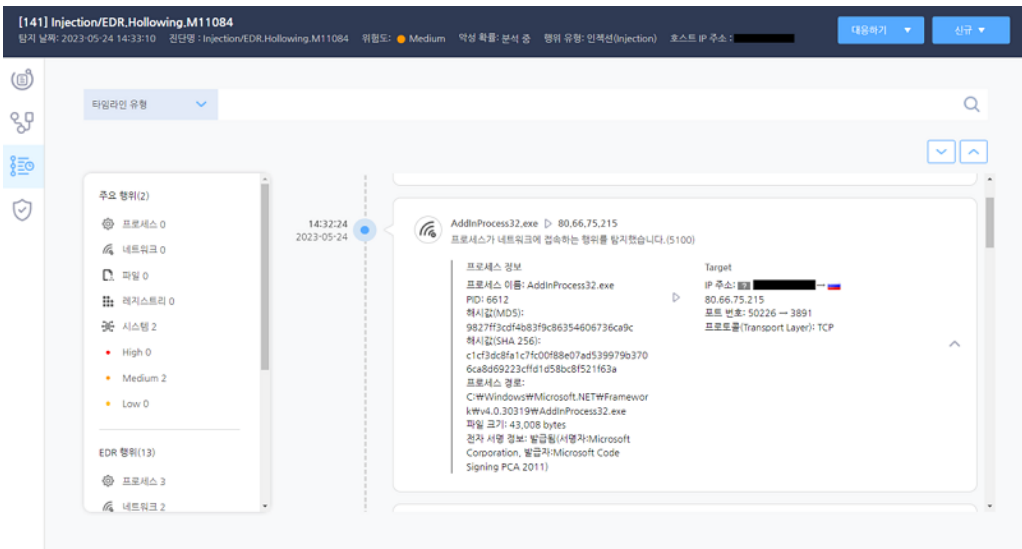 [141] Injection/EDR.Hollowing.M11084
탐지 날짜: 2023-05-24 14:33:10 진단명 : Injection/EDR.Hollowing.M11084 위험도: Medium 악성 확률: 분석 중 행위 유형: 인젝션(Injection) 호스트 IP 주소 :
대응하기
신규
타임라인 유형
주요 행위(2)
프로세스 0
네트워크 0
파일 0
레지스트리 0
시스템 2
High 0
Medium 2
Low 0
EDR 행위(13)
프로세스 3
네트워크 2
14:32:24
2023-05-24
AddInProcess32.exe ▷ 80.66.75.215
프로세스가 네트워크에 접속하는 행위를 탐지했습니다.(5100)
프로세스 정보
프로세스 이름: AddInProcess32.exe
PID: 6612
해시값(MD5):
9827ff3cdf4b83f9c86354606736ca9c
해시값(SHA 256):
c1cf3dc8fa1c7fc00f88e07ad539979b370
6ca8d69223cffd1d58bc8f521f63a
프로세스 경로:
C:₩Windows₩Microsoft.NET₩Framewor
k₩v4.0.30319₩AddInProcess32.exe
파일 크기: 43,008 bytes
전자 서명 정보: 발급됨(서명자:Microsoft
Corporation, 발급자:Microsoft Code
Signing PCA 2011)
Target
IP 주소: ? →
80.66.75.215
포트 번호: 50226 → 3891
프로토콜(Transport Layer): TCP